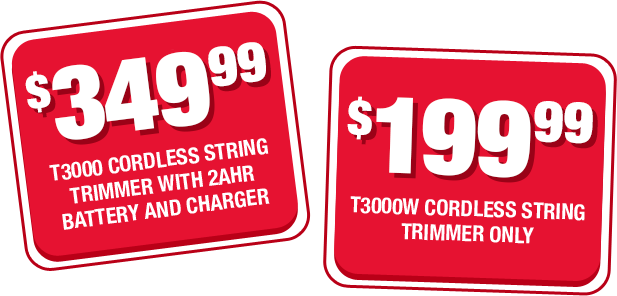 $349.99
T3000 CORDLESS STRING
TRIMMER WITH 2AHR
BATTERY AND CHARGER
$199.99
T3000W CORDLESS STRING
TRIMMER ONLY